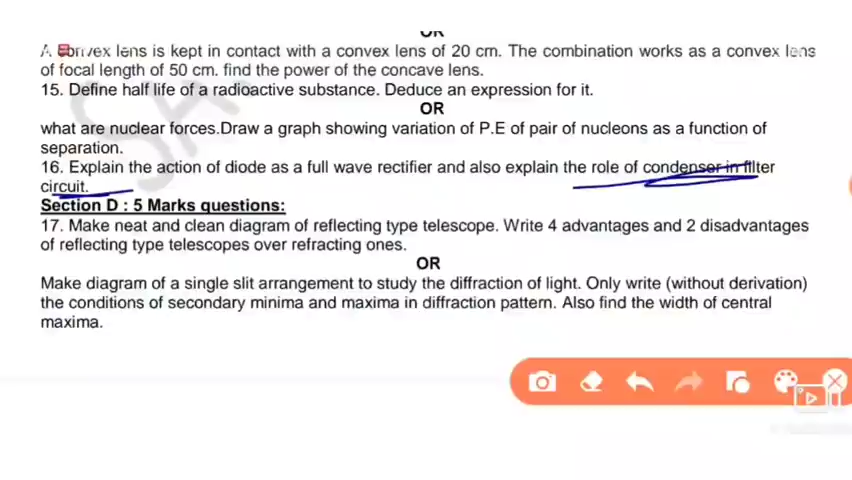 OR
A convex lens is kept in contact with a convex lens of 20 cm. The combination works as a convex lens
of focal length of 50 cm. find the power of the concave lens.
15. Define half life of a radioactive substance. Deduce an expression for it.
OR
what are nuclear forces.Draw a graph showing variation of P.E of pair of nucleons as a function of
separation.
16. Explain the action of diode as a full wave rectifier and also explain the role of condenser in filter
circuit.
Section D : 5 Marks questions:
17. Make neat and clean diagram of reflecting type telescope. Write 4 advantages and 2 disadvantages
of reflecting type telescopes over refracting ones.
OR
Make diagram of a single slit arrangement to study the diffraction of light. Only write (without derivation)
the conditions of secondary minima and maxima in diffraction pattern. Also find the width of central
maxima.